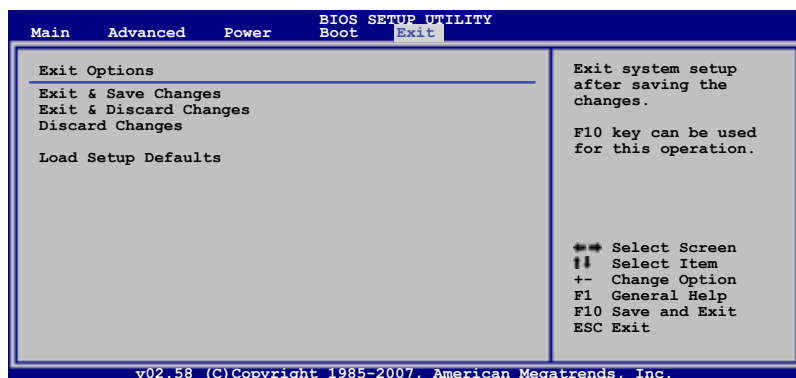 BIOS SETUP UTILITY
Main Advanced Power Boot Exit
Exit Options
Exit & Save Changes
Exit & Discard Changes
Discard Changes
Load Setup Defaults
Exit system setup
after saving the
changes.
F10 key can be used
for this operation.
←→ Select Screen
↑↓ Select Item
+- Change Option
F1 General Help
F10 Save and Exit
ESC Exit
v02.58 (C)Copyright 1985-2007, American Megatrends, Inc.